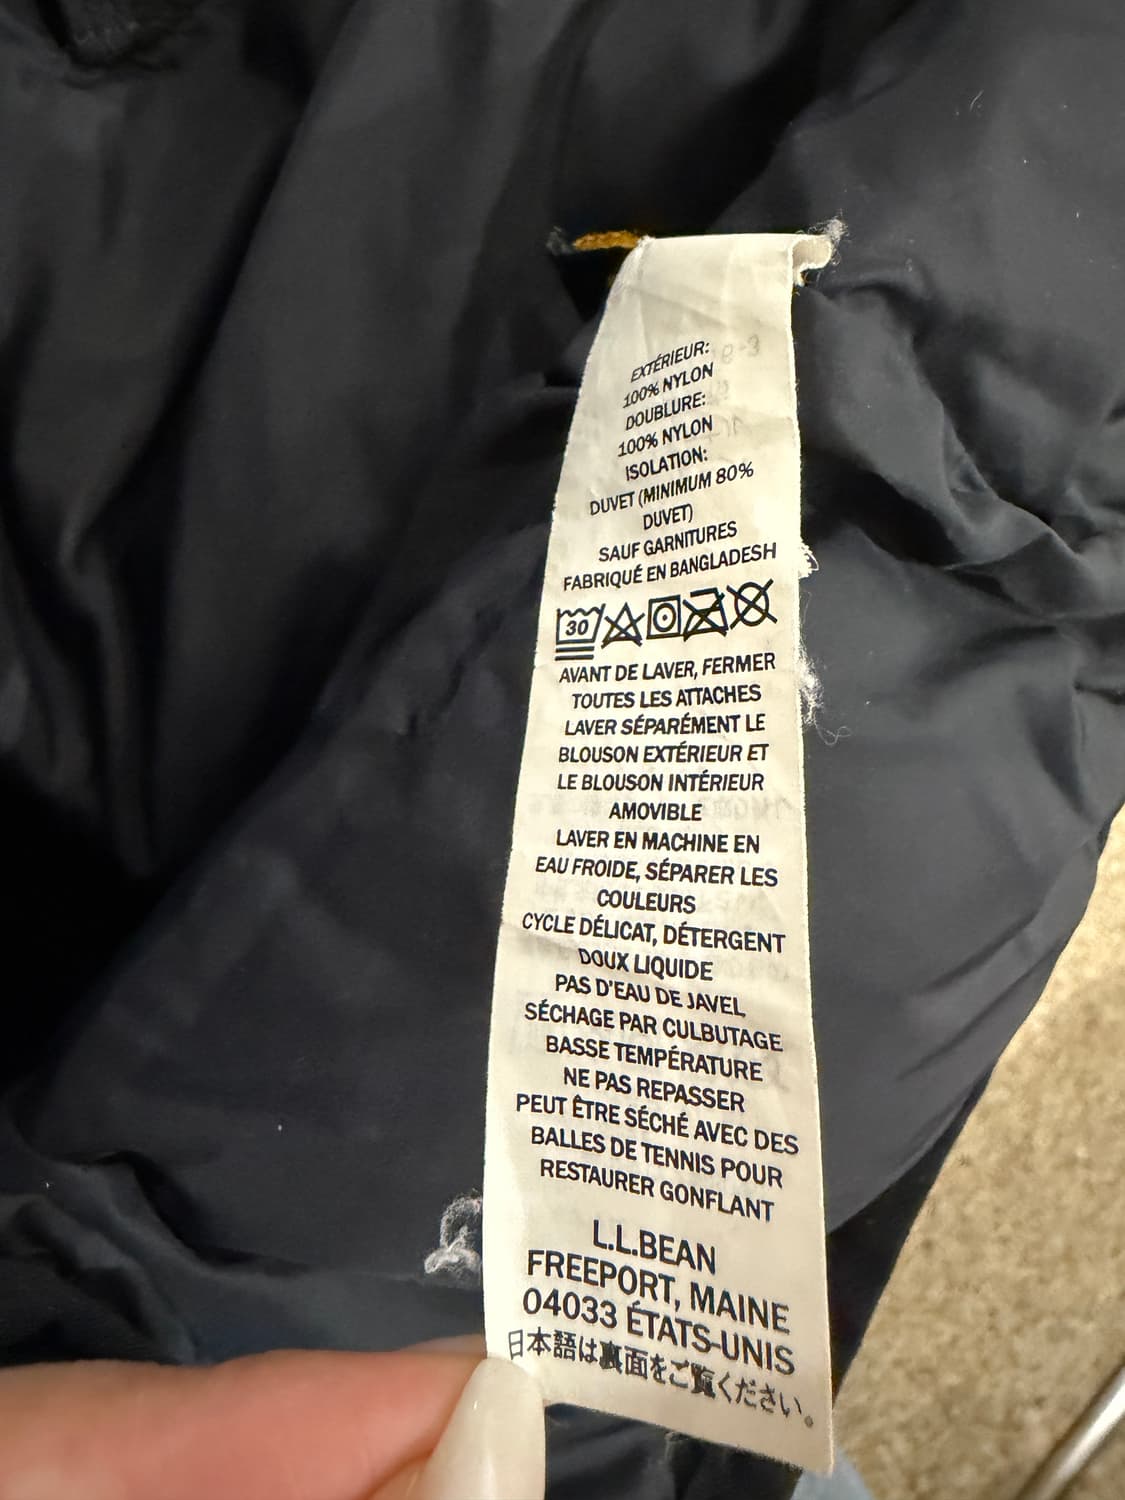 EXTÉRIEUR:
100% NYLON
DOUBLURE:
100% NYLON
ISOLATION:
DUVET (MINIMUM 80%
DUVET)
SAUF GARNITURES
FABRIQUÉ EN BANGLADESH
30
AVANT DE LAVER, FERMER
TOUTES LES ATTACHES
LAVER SÉPARÉMENT LE
BLOUSON EXTÉRIEUR ET
LE BLOUSON INTÉRIEUR
AMOVIBLE
LAVER EN MACHINE EN
EAU FROIDE, SÉPARER LES
COULEURS
CYCLE DÉLICAT, DÉTERGENT
DOUX LIQUIDE
PAS D'EAU DE JAVEL
SÉCHAGE PAR CULBUTAGE
BASSE TEMPÉRATURE
NE PAS REPASSER
PEUT ÊTRE SÉCHÉ AVEC DES
BALLES DE TENNIS POUR
RESTAURER GONFLANT
L.L.BEAN
FREEPORT, MAINE
04033 ÉTATS-UNIS
日本語は裏面をご覧ください。